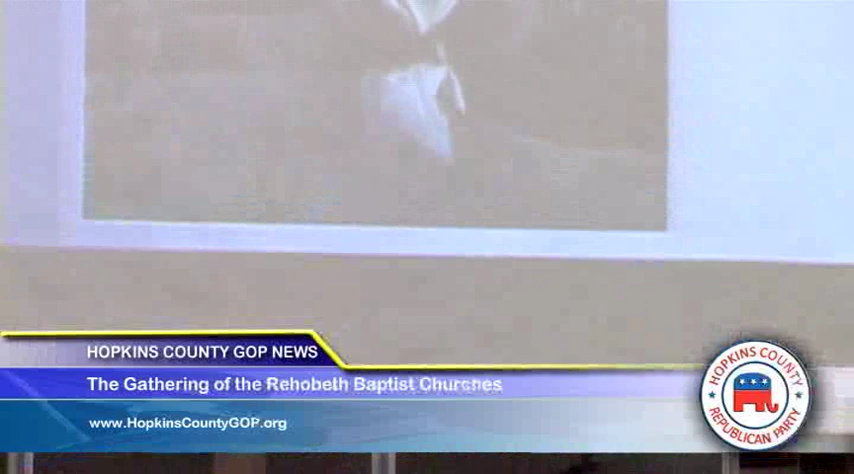 HOPKINS COUNTY GOP NEWS
The Gathering of the Rehobeth Baptist Churches
www.HopkinsCountyGOP.org
HOPKINS COUNTY
REPUBLICAN PARTY